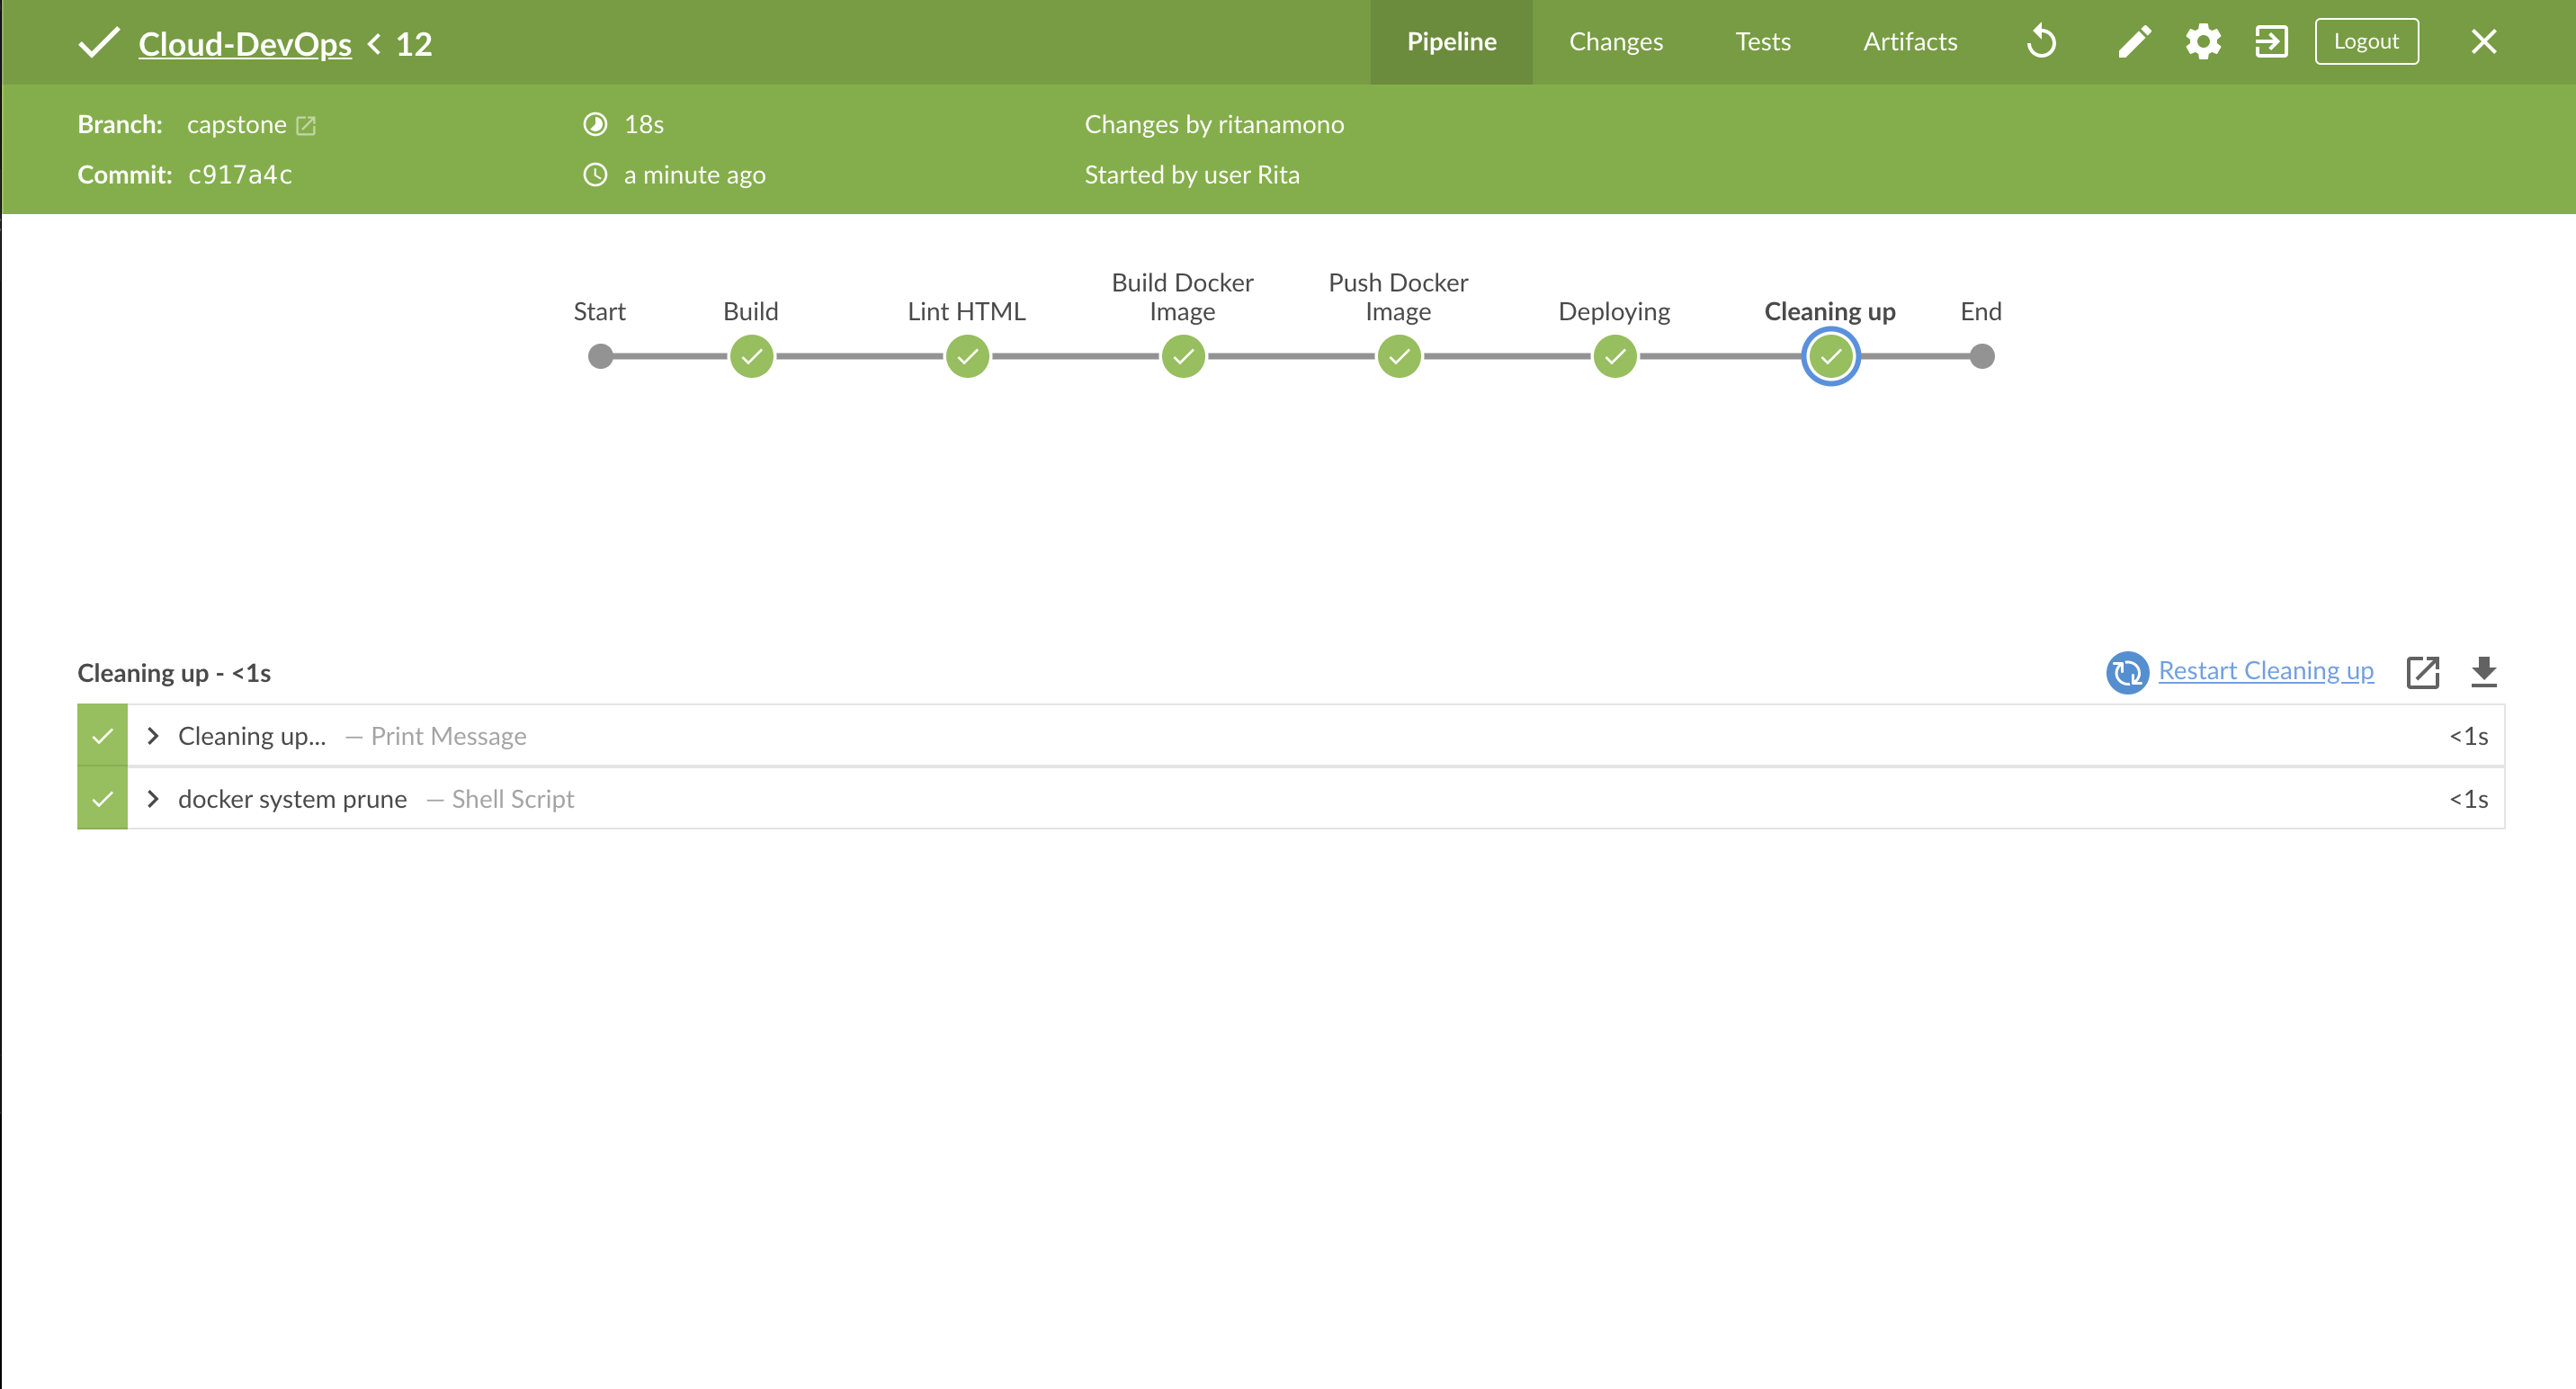 Cloud-DevOps < 12
Pipeline Changes Tests Artifacts Logout
Branch: capstone 18s Changes by ritanamono
Commit: c917a4c a minute ago Started by user Rita
Start Build Lint HTML Build Docker Image Push Docker Image Deploying Cleaning up End
Cleaning up - <1s Restart Cleaning up
Cleaning up... — Print Message <1s
docker system prune — Shell Script <1s